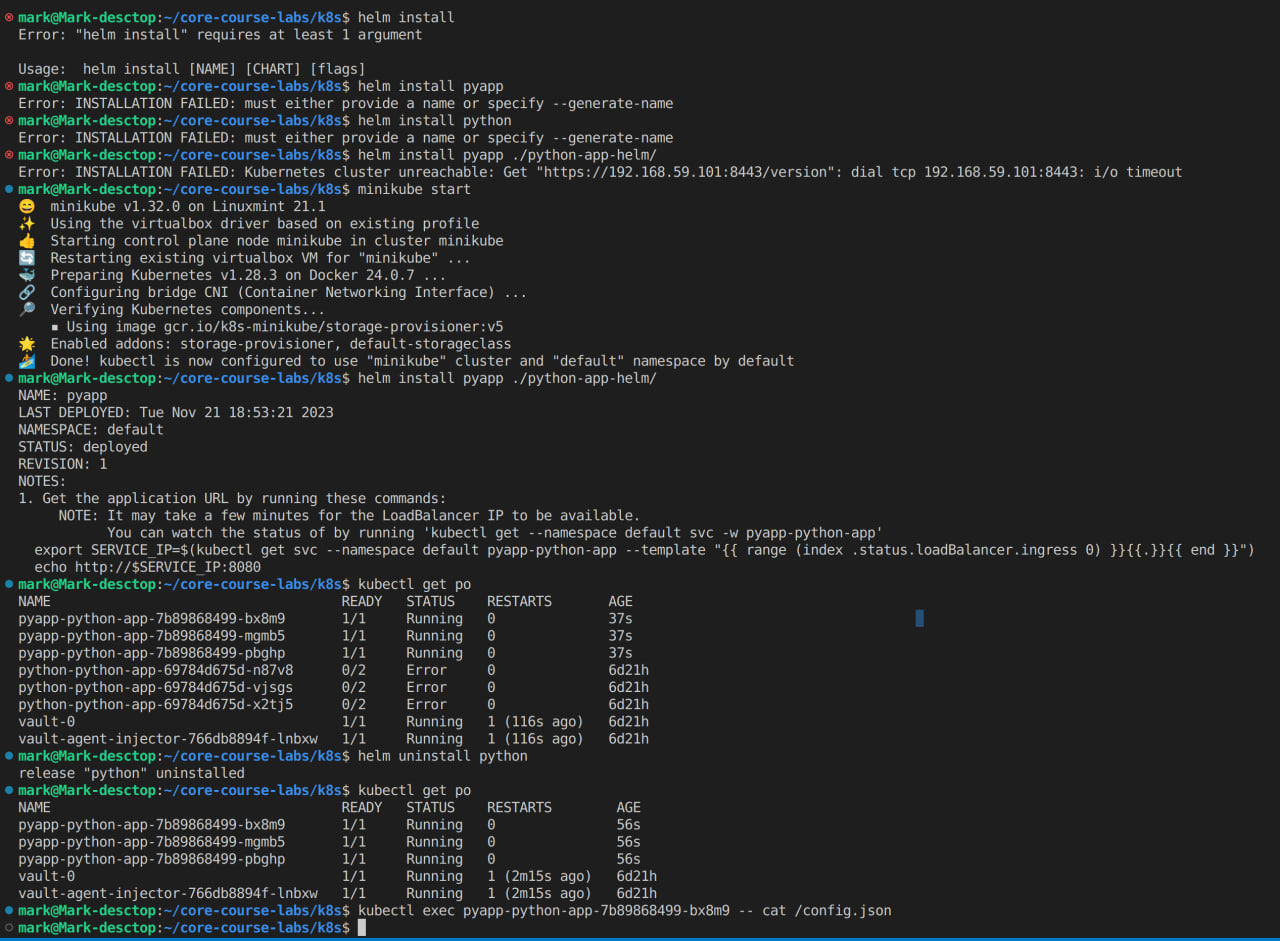 mark@Mark-desctop:~/core-course-labs/k8s$ helm install
Error: "helm install" requires at least 1 argument
Usage:  helm install [NAME] [CHART] [flags]
mark@Mark-desctop:~/core-course-labs/k8s$ helm install pyapp
Error: INSTALLATION FAILED: must either provide a name or specify --generate-name
mark@Mark-desctop:~/core-course-labs/k8s$ helm install python
Error: INSTALLATION FAILED: must either provide a name or specify --generate-name
mark@Mark-desctop:~/core-course-labs/k8s$ helm install pyapp ./python-app-helm/
Error: INSTALLATION FAILED: Kubernetes cluster unreachable: Get "https://192.168.59.101:8443/version": dial tcp 192.168.59.101:8443: i/o timeout
mark@Mark-desctop:~/core-course-labs/k8s$ minikube start
😄  minikube v1.32.0 on Linuxmint 21.1
✨  Using the virtualbox driver based on existing profile
👍  Starting control plane node minikube in cluster minikube
🔄  Restarting existing virtualbox VM for "minikube" ...
🐳  Preparing Kubernetes v1.28.3 on Docker 24.0.7 ...
🔗  Configuring bridge CNI (Container Networking Interface) ...
🔎  Verifying Kubernetes components...
▪ Using image gcr.io/k8s-minikube/storage-provisioner:v5
🌟  Enabled addons: storage-provisioner, default-storageclass
🏄  Done! kubectl is now configured to use "minikube" cluster and "default" namespace by default
mark@Mark-desctop:~/core-course-labs/k8s$ helm install pyapp ./python-app-helm/
NAME: pyapp
LAST DEPLOYED: Tue Nov 21 18:53:21 2023
NAMESPACE: default
STATUS: deployed
REVISION: 1
NOTES:
1. Get the application URL by running these commands:
NOTE: It may take a few minutes for the LoadBalancer IP to be available.
You can watch the status of by running 'kubectl get --namespace default svc -w pyapp-python-app'
export SERVICE_IP=$(kubectl get svc --namespace default pyapp-python-app --template "{{ range (index .status.loadBalancer.ingress 0) }}{{.}}{{ end }}")
echo http://$SERVICE_IP:8080
mark@Mark-desctop:~/core-course-labs/k8s$ kubectl get po
NAME                                    READY   STATUS    RESTARTS       AGE
pyapp-python-app-7b89868499-bx8m9       1/1     Running   0              37s
pyapp-python-app-7b89868499-mgmb5       1/1     Running   0              37s
pyapp-python-app-7b89868499-pbghp       1/1     Running   0              37s
python-python-app-69784d675d-n87v8      0/2     Error     0              6d21h
python-python-app-69784d675d-vjsgs      0/2     Error     0              6d21h
python-python-app-69784d675d-x2tj5      0/2     Error     0              6d21h
vault-0                                 1/1     Running   1 (116s ago)   6d21h
vault-agent-injector-766db8894f-lnbxw   1/1     Running   1 (116s ago)   6d21h
mark@Mark-desctop:~/core-course-labs/k8s$ helm uninstall python
release "python" uninstalled
mark@Mark-desctop:~/core-course-labs/k8s$ kubectl get po
NAME                                    READY   STATUS    RESTARTS        AGE
pyapp-python-app-7b89868499-bx8m9       1/1     Running   0               56s
pyapp-python-app-7b89868499-mgmb5       1/1     Running   0               56s
pyapp-python-app-7b89868499-pbghp       1/1     Running   0               56s
vault-0                                 1/1     Running   1 (2m15s ago)   6d21h
vault-agent-injector-766db8894f-lnbxw   1/1     Running   1 (2m15s ago)   6d21h
mark@Mark-desctop:~/core-course-labs/k8s$ kubectl exec pyapp-python-app-7b89868499-bx8m9 -- cat /config.json
mark@Mark-desctop:~/core-course-labs/k8s$